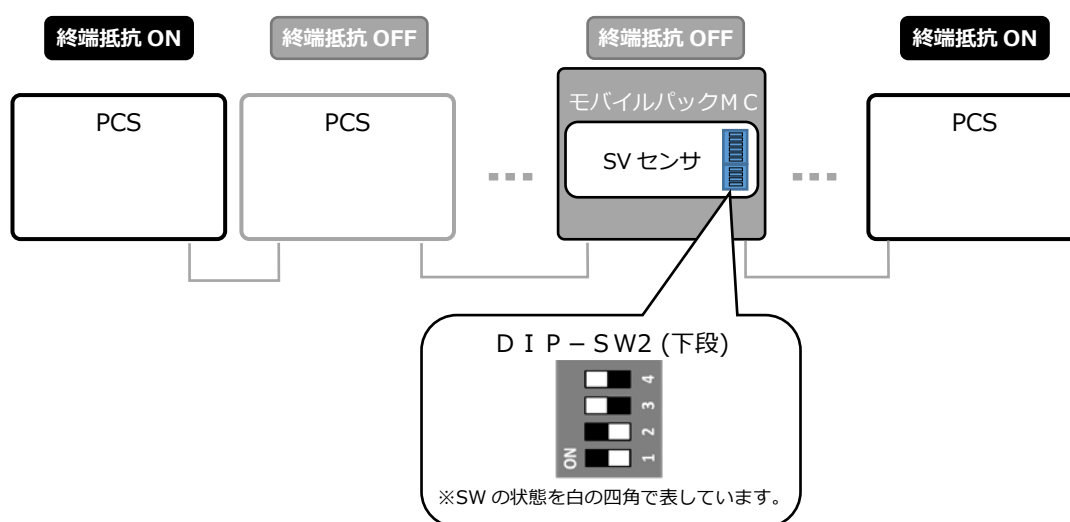 終端抵抗 ON
終端抵抗 OFF
終端抵抗 OFF
終端抵抗 ON
PCS
PCS
モバイルパックＭＣ
SV センサ
PCS
ＤＩＰ－ＳＷ2 (下段)
4
3
2
1
ON
※SW の状態を白の四角で表しています。